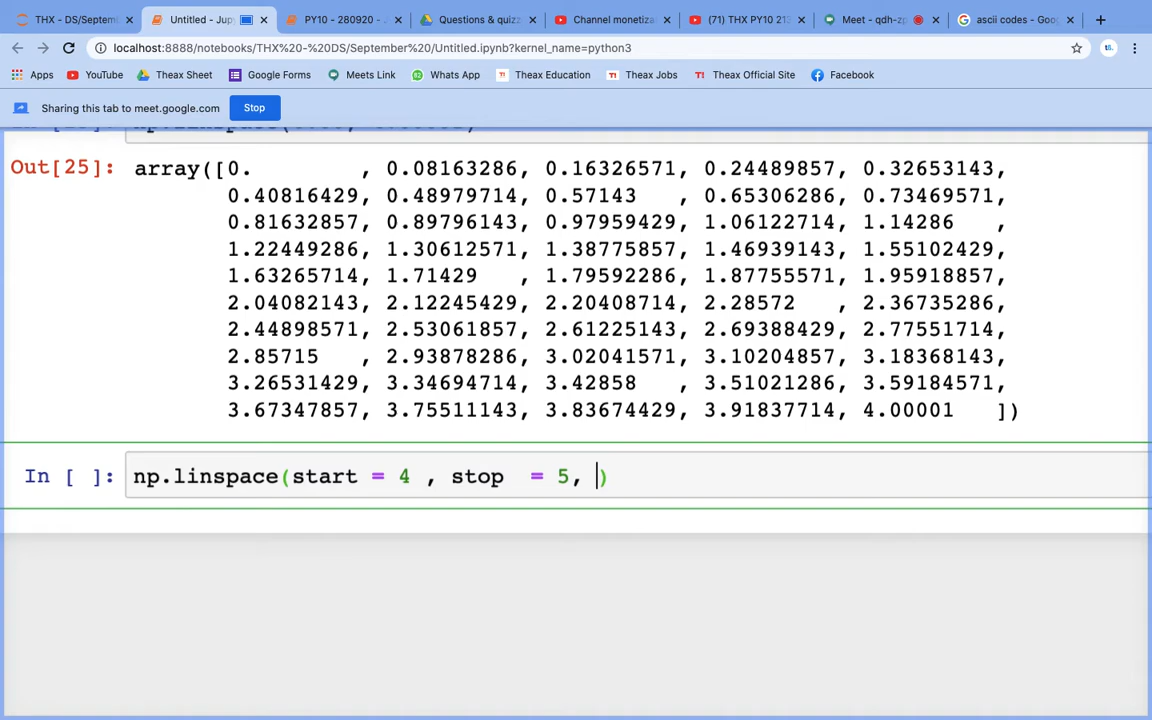 THX - DS/Septem
Untitled - Jup
PY10 - 280920 -
Questions & quizz
Channel monetiza
(71) THX PY10 213
Meet - qdh-zp
ascii codes - Goo
localhost:8888/notebooks/THX%20-%20DS/September%20/Untitled.ipynb?kernel_name=python3
Apps
YouTube
Theax Sheet
Google Forms
Meets Link
Whats App
Theax Education
Theax Jobs
Theax Official Site
Facebook
Sharing this tab to meet.google.com
Stop
Out[25]: array([0. , 0.08163286, 0.16326571, 0.24489857, 0.32653143,
0.40816429, 0.48979714, 0.57143 , 0.65306286, 0.73469571,
0.81632857, 0.89796143, 0.97959429, 1.06122714, 1.14286 ,
1.22449286, 1.30612571, 1.38775857, 1.46939143, 1.55102429,
1.63265714, 1.71429 , 1.79592286, 1.87755571, 1.95918857,
2.04082143, 2.12245429, 2.20408714, 2.28572 , 2.36735286,
2.44898571, 2.53061857, 2.61225143, 2.69388429, 2.77551714,
2.85715 , 2.93878286, 3.02041571, 3.10204857, 3.18368143,
3.26531429, 3.34694714, 3.42858 , 3.51021286, 3.59184571,
3.67347857, 3.75511143, 3.83674429, 3.91837714, 4.00001 ])
In [ ]: np.linspace(start = 4 , stop = 5, )